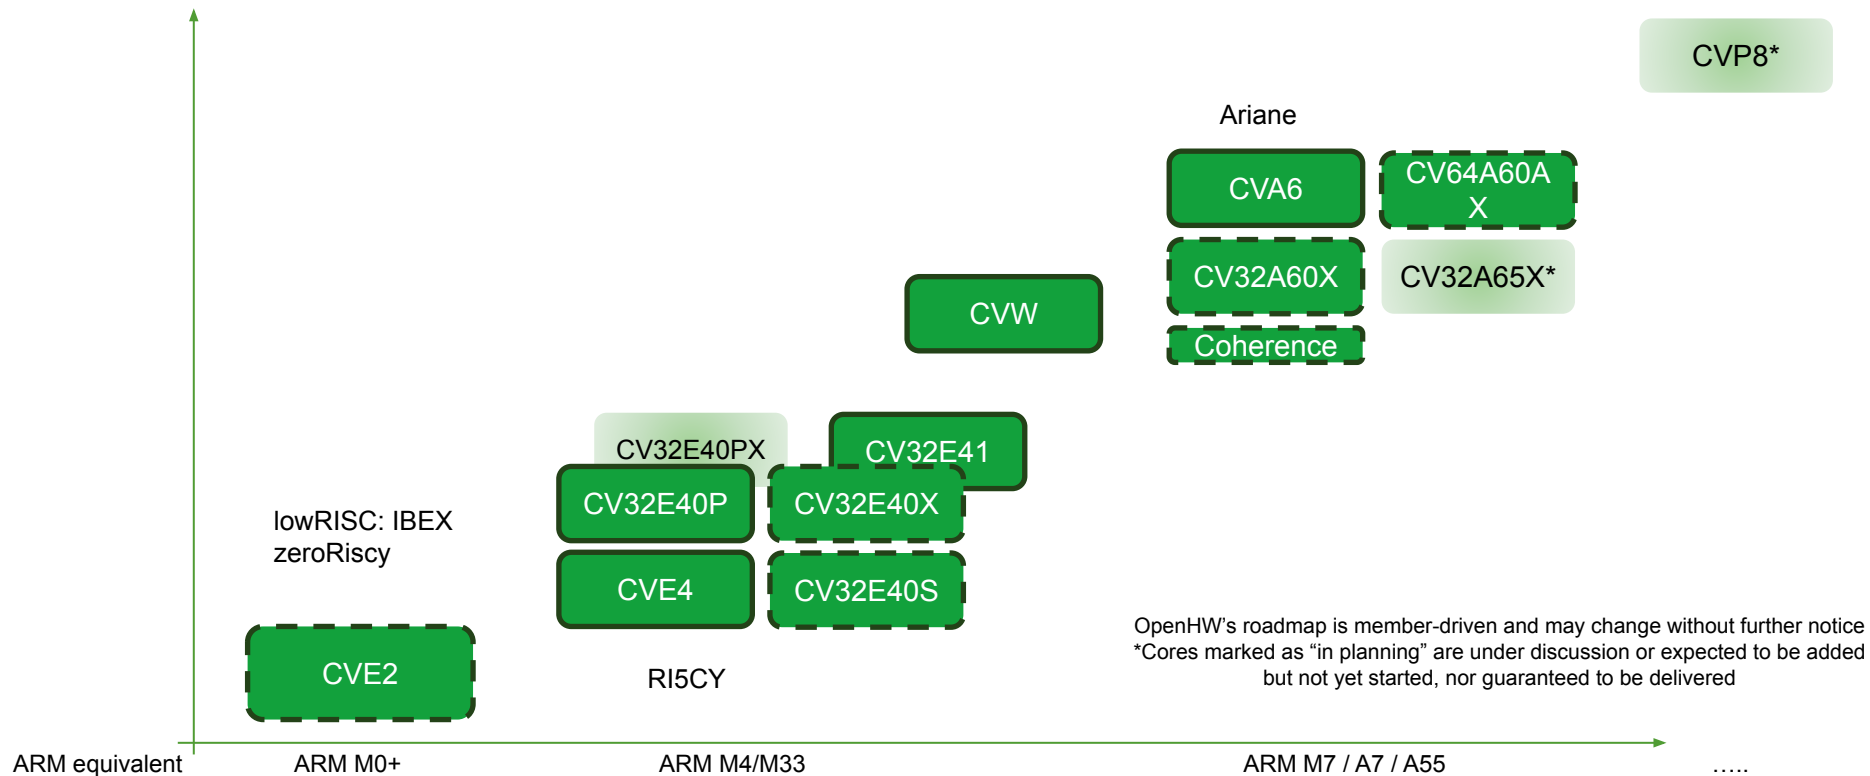 CVP8*
Ariane
CVA6
CV64A60A
X
CV32A60X
CV32A65X*
CVW
Coherence
CV32E40PX
CV32E41
CV32E40P
CV32E40X
lowRISC: IBEX
zeroRiscy
CVE4
CV32E40S
CVE2
RI5CY
OpenHW’s roadmap is member-driven and may change without further notice
*Cores marked as “in planning” are under discussion or expected to be added
but not yet started, nor guaranteed to be delivered
ARM equivalent
ARM M0+
ARM M4/M33
ARM M7 / A7 / A55
…..